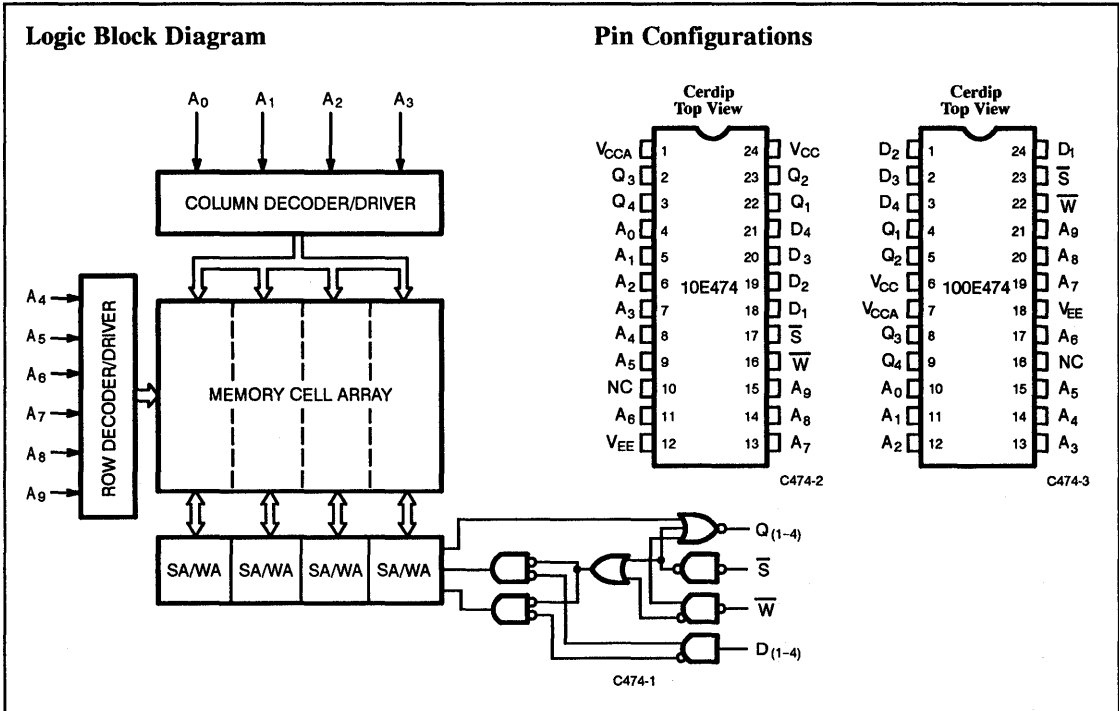 Logic Block Diagram
A0 A1 A2 A3
COLUMN DECODER/DRIVER
A4
A5
A6
A7
A8
A9
ROW DECODER/DRIVER
MEMORY CELL ARRAY
SA/WA SA/WA SA/WA SA/WA
Q(1–4)
S̅
W̅
D(1–4)
C474-1
Pin Configurations
Cerdip
Top View
VCCA 1 24 VCC
Q3 2 23 Q2
Q4 3 22 Q1
A0 4 21 D4
A1 5 20 D3
A2 6 10E474 19 D2
A3 7 18 D1
A4 8 17 S̅
A5 9 16 W̅
NC 10 15 A9
A6 11 14 A8
VEE 12 13 A7
C474-2
Cerdip
Top View
D2 1 24 D1
D3 2 23 S̅
D4 3 22 W̅
Q1 4 21 A9
Q2 5 20 A8
VCC 6 100E474 19 A7
VCCA 7 18 VEE
Q3 8 17 A6
Q4 9 16 NC
A0 10 15 A5
A1 11 14 A4
A2 12 13 A3
C474-3